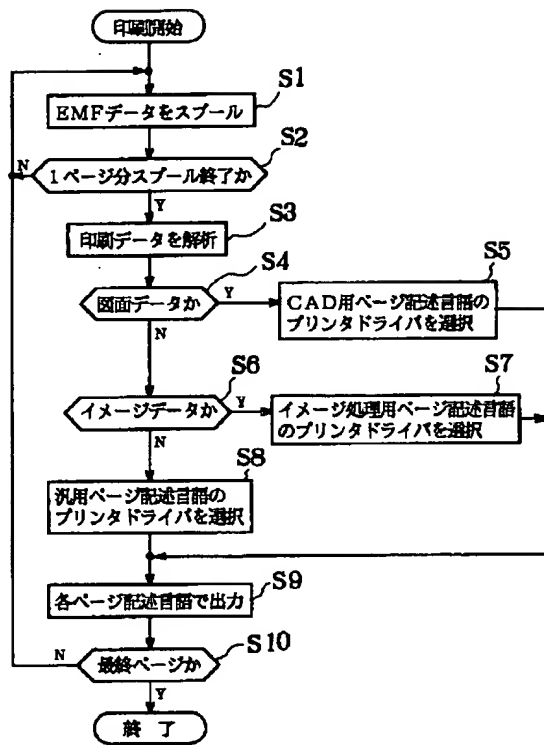 印刷開始
S1
EMFデータをスプール
S2
N
1ページ分スプール終了か
Y
S3
印刷データを解析
S4
図面データか
Y
S5
CAD用ページ記述言語の
プリンタドライバを選択
N
S6
イメージデータか
Y
S7
イメージ処理用ページ記述言語
のプリンタドライバを選択
N
S8
汎用ページ記述言語の
プリンタドライバを選択
S9
各ページ記述言語で出力
S10
N
最終ページか
Y
終 了